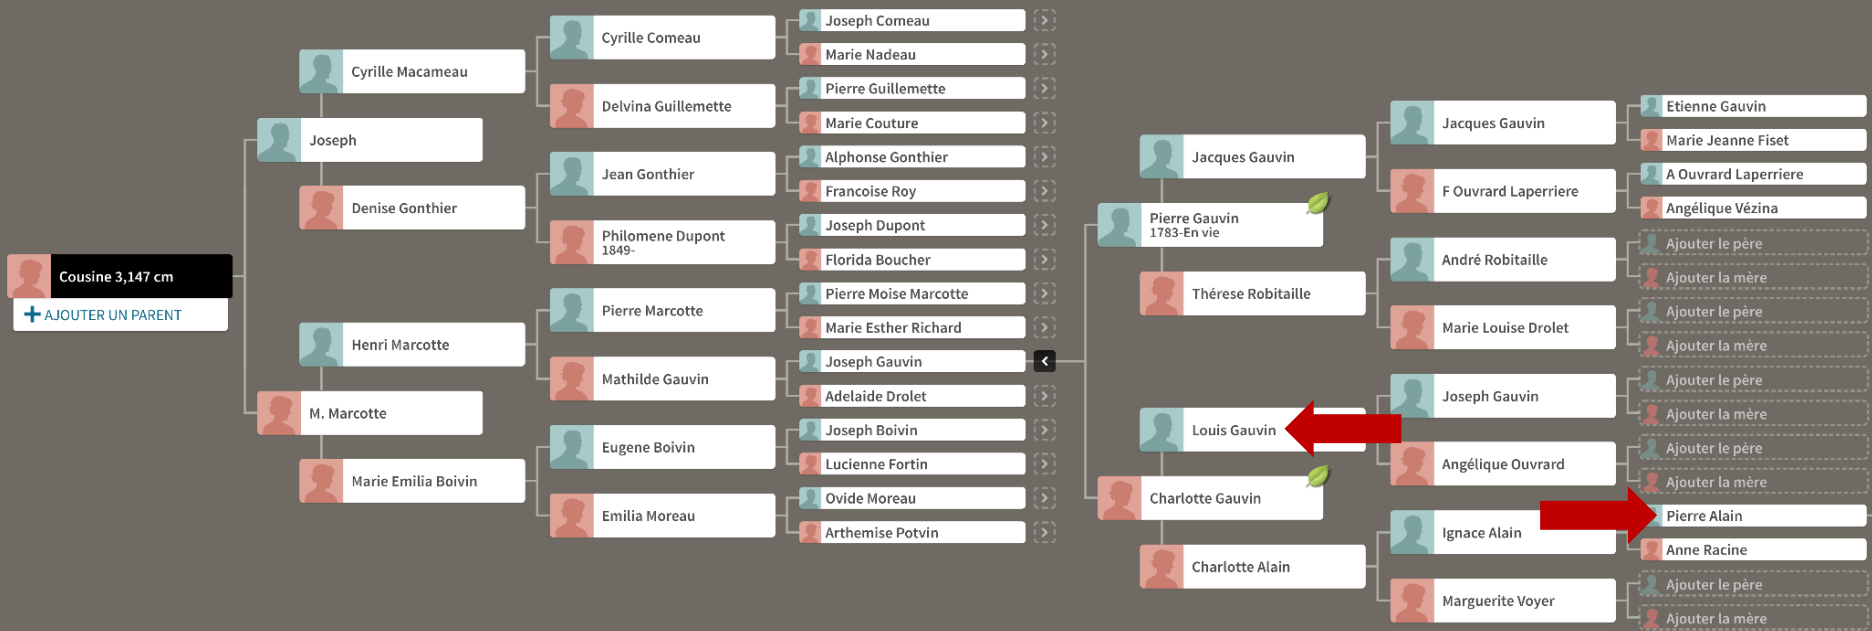 Cousine 3,147 cm
AJOUTER UN PARENT
Joseph
M. Marcotte
Cyrille Macameau
Denise Gonthier
Henri Marcotte
Marie Emilia Boivin
Cyrille Comeau
Delvina Guillemette
Jean Gonthier
Philomene Dupont
1849-
Pierre Marcotte
Mathilde Gauvin
Eugene Boivin
Emilia Moreau
Joseph Comeau
Marie Nadeau
Pierre Guillemette
Marie Couture
Alphonse Gonthier
Francoise Roy
Joseph Dupont
Florida Boucher
Pierre Moise Marcotte
Marie Esther Richard
Joseph Gauvin
Adelaide Drolet
Joseph Boivin
Lucienne Fortin
Ovide Moreau
Arthemise Potvin
Pierre Gauvin
1783-En vie
Charlotte Gauvin
Jacques Gauvin
Thérese Robitaille
Louis Gauvin
Charlotte Alain
Jacques Gauvin
F Ouvrard Laperriere
André Robitaille
Marie Louise Drolet
Joseph Gauvin
Angélique Ouvrard
Ignace Alain
Marguerite Voyer
Etienne Gauvin
Marie Jeanne Fiset
A Ouvrard Laperriere
Angélique Vézina
Ajouter le père
Ajouter la mère
Ajouter le père
Ajouter la mère
Ajouter le père
Ajouter la mère
Ajouter le père
Ajouter la mère
Pierre Alain
Anne Racine
Ajouter le père
Ajouter la mère